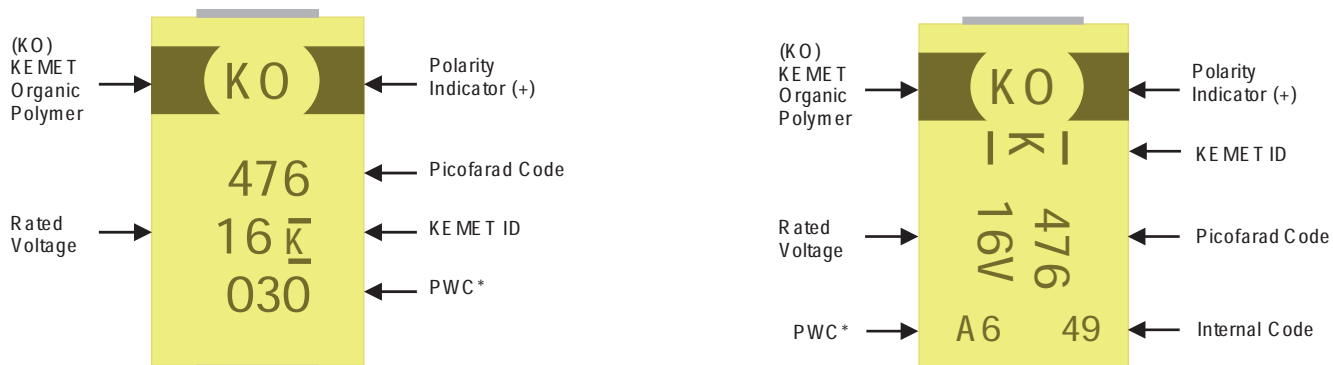 (KO)
KEMET
Organic
Polymer
KO
Polarity
Indicator (+)
476
Picofarad Code
Rated
Voltage
16 K
KEMET ID
030
PWC*
(KO)
KEMET
Organic
Polymer
KO
Polarity
Indicator (+)
K
KEMET ID
Rated
Voltage
476
16V
Picofarad Code
PWC*
A6 49
Internal Code